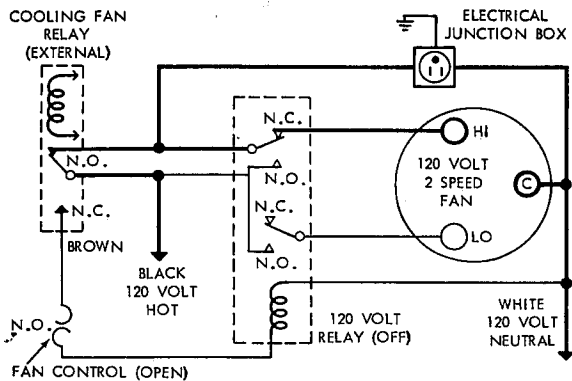 COOLING FAN
RELAY
(EXTERNAL)
ELECTRICAL
JUNCTION BOX
N.C.
HI
N.O.
120 VOLT
2 SPEED
FAN
C
N.O.
N.C.
N.C.
BROWN
LO
N.O.
BLACK
120 VOLT
HOT
WHITE
120 VOLT
NEUTRAL
N.O.
120 VOLT
RELAY (OFF)
FAN CONTROL (OPEN)